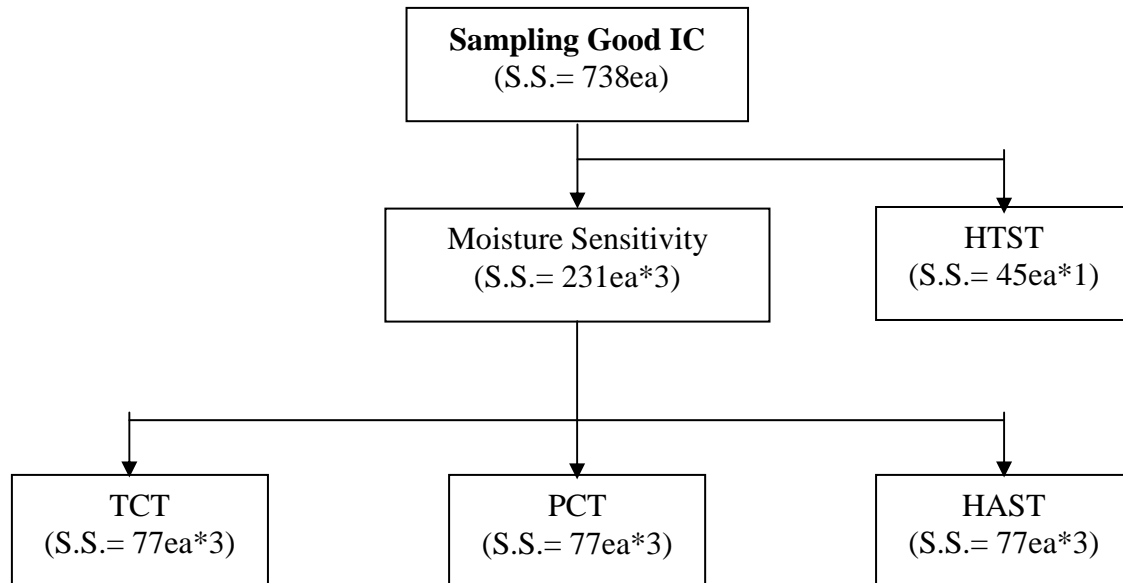 Sampling Good IC
(S.S.= 738ea)
Moisture Sensitivity
(S.S.= 231ea*3)
HTST
(S.S.= 45ea*1)
TCT
(S.S.= 77ea*3)
PCT
(S.S.= 77ea*3)
HAST
(S.S.= 77ea*3)